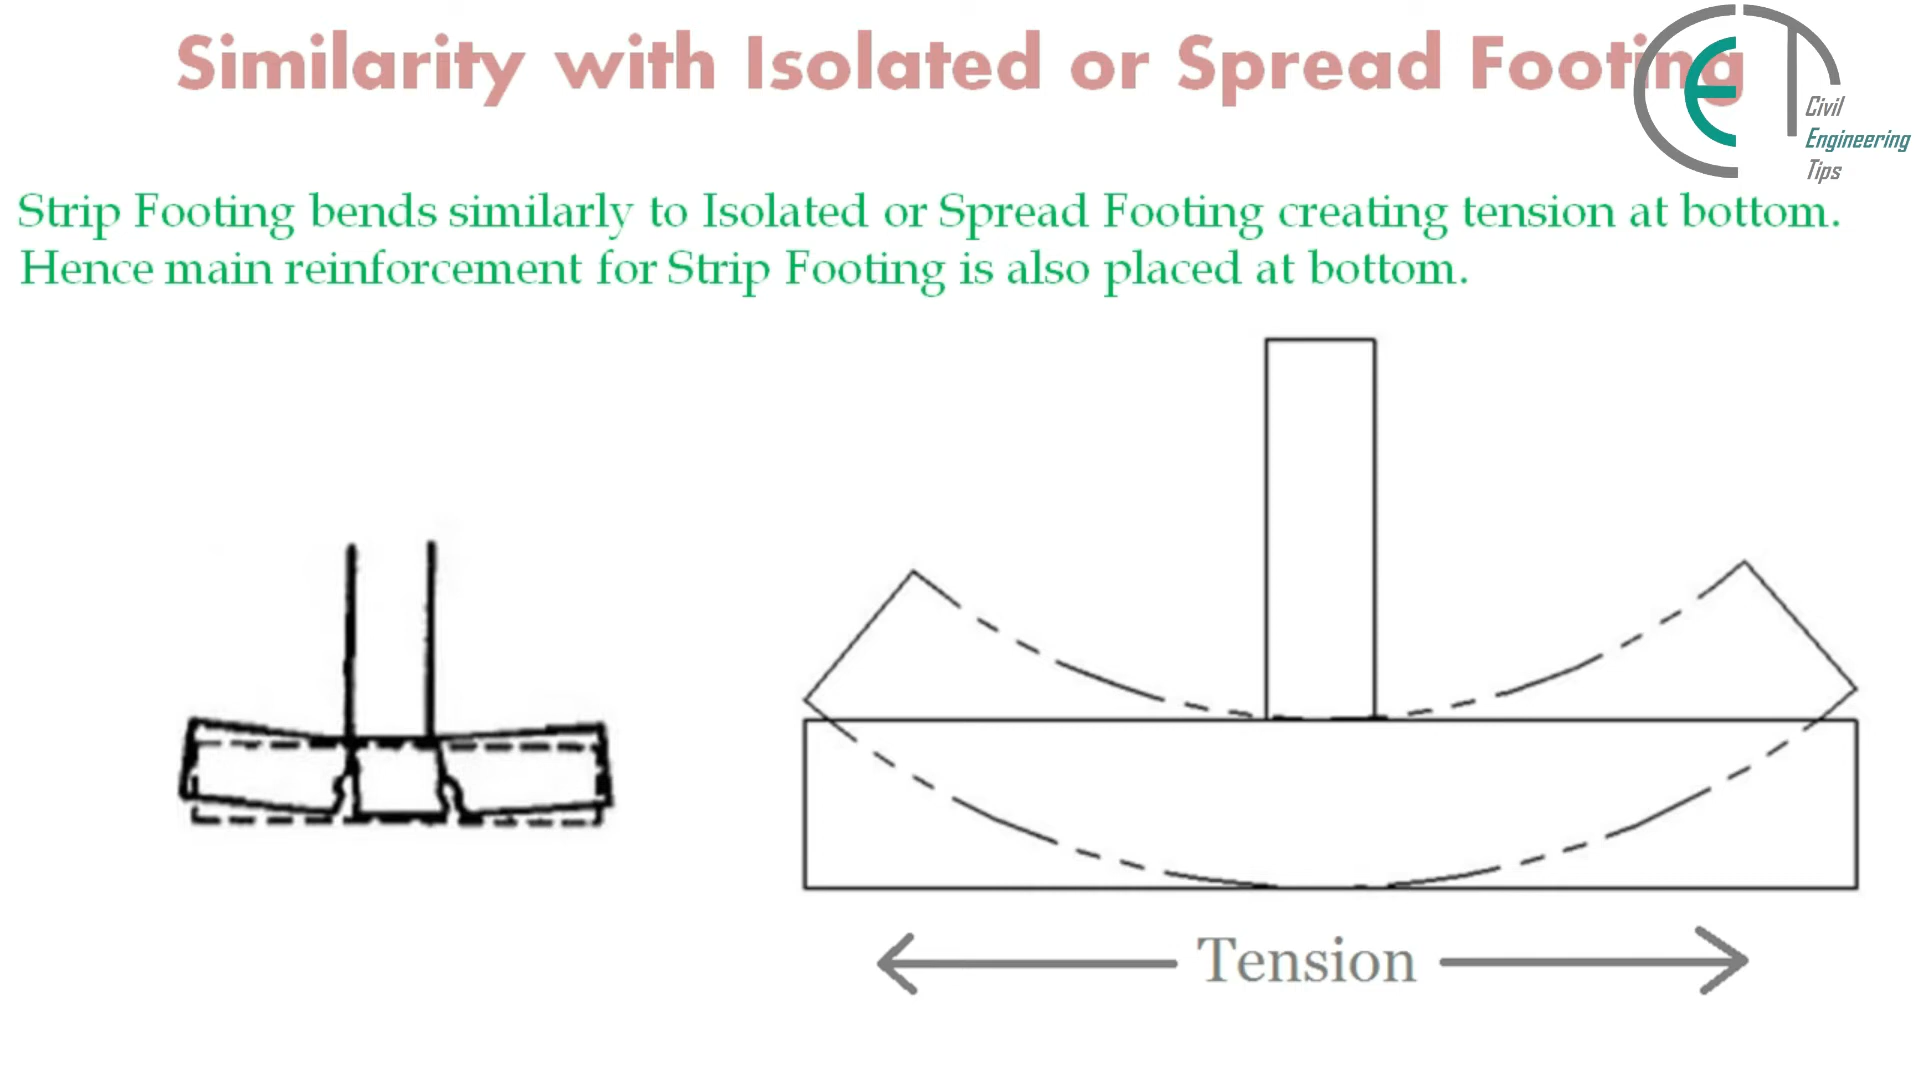 Similarity with Isolated or Spread Footing
Civil
Engineering
Tips
Strip Footing bends similarly to Isolated or Spread Footing creating tension at bottom.
Hence main reinforcement for Strip Footing is also placed at bottom.
Tension